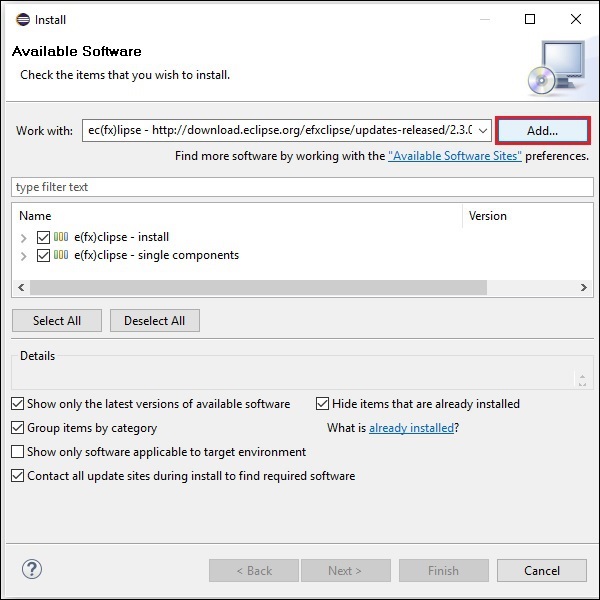 Install
Available Software
Check the items that you wish to install.
Work with: ec(fx)lipse - http://download.eclipse.org/efxclipse/updates-released/2.3.0 Add...
Find more software by working with the "Available Software Sites" preferences.
type filter text
Name Version
e(fx)clipse - install
e(fx)clipse - single components
Select All Deselect All
Details
Show only the latest versions of available software Hide items that are already installed
Group items by category What is already installed?
Show only software applicable to target environment
Contact all update sites during install to find required software
? < Back Next > Finish Cancel